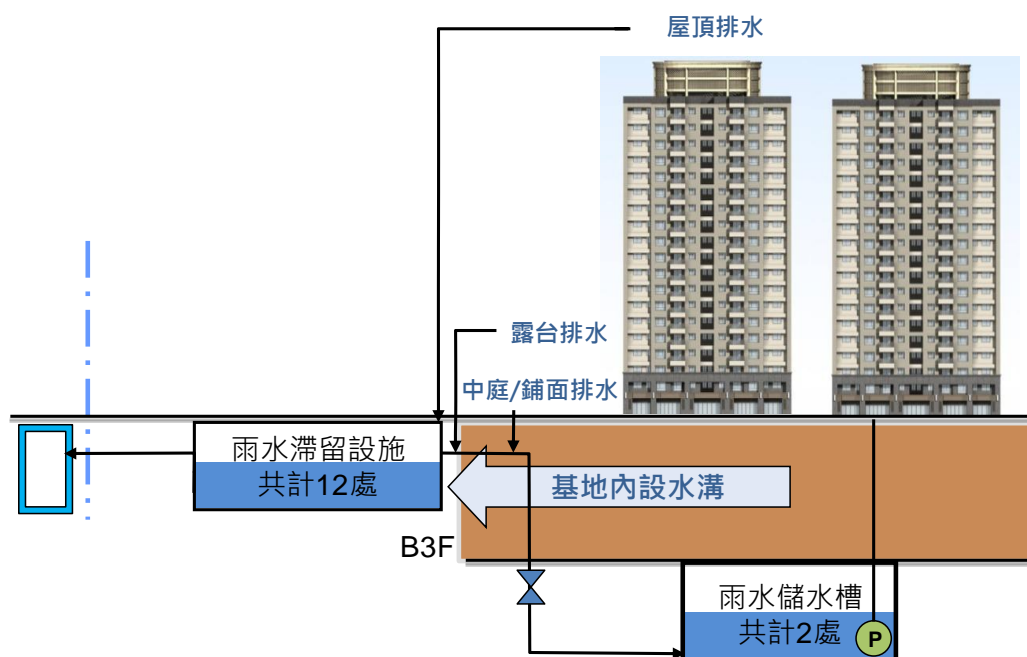 屋頂排水
露台排水
中庭/鋪面排水
雨水滯留設施
共計12處
基地內設水溝
B3F
雨水儲水槽
共計2處
P